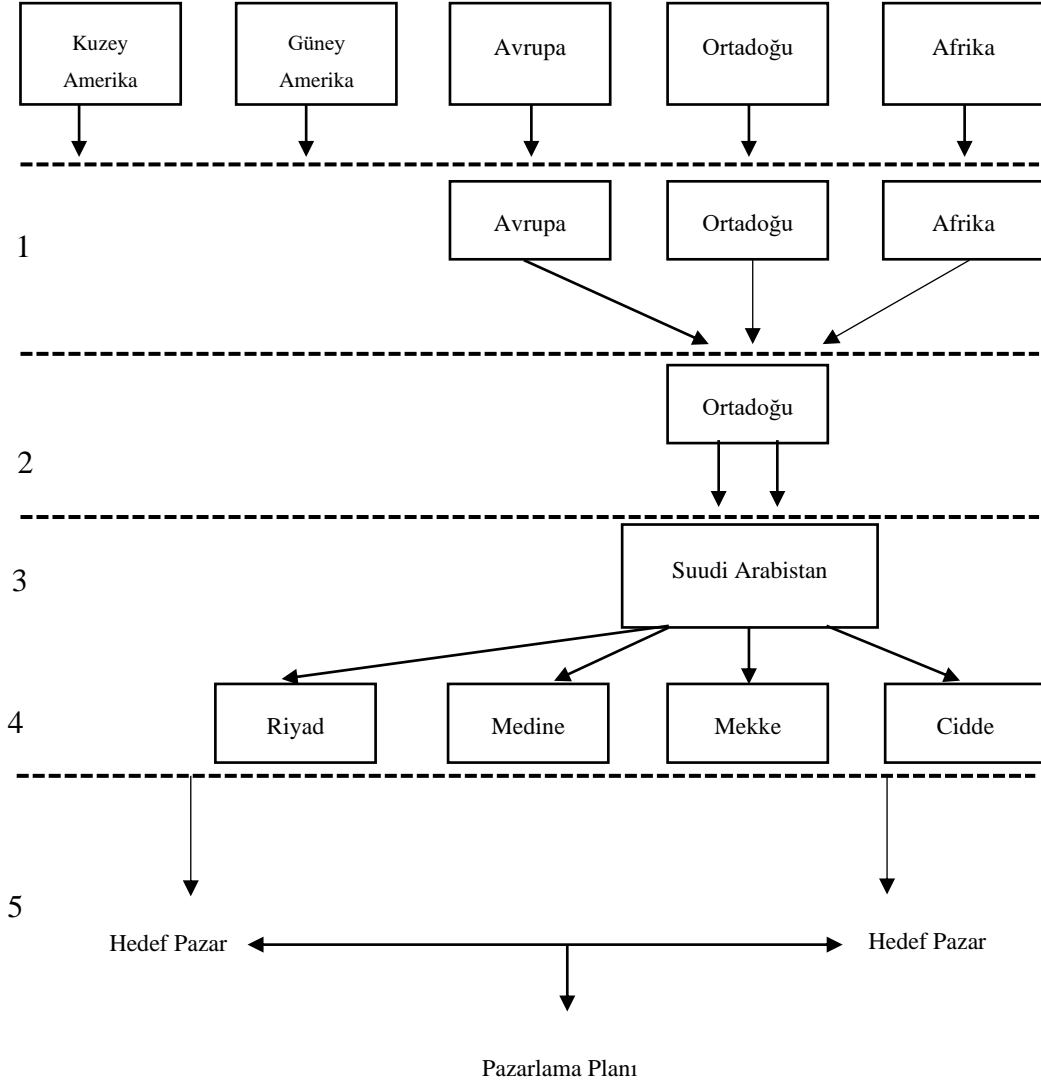 Kuzey
Amerika
Güney
Amerika
Avrupa
Ortadoğu
Afrika
1
Avrupa
Ortadoğu
Afrika
2
Ortadoğu
3
Suudi Arabistan
4
Riyad
Medine
Mekke
Cidde
5
Hedef Pazar
Hedef Pazar
Pazarlama Planı